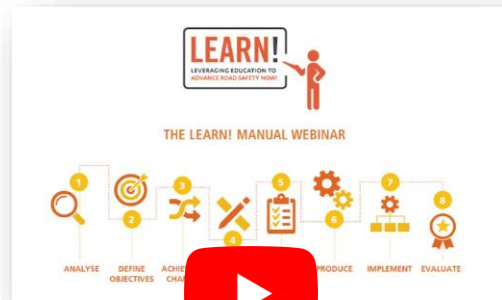 LEARN!
LEVERAGING EDUCATION TO
ADVANCE ROAD SAFETY NOW!
THE LEARN! MANUAL WEBINAR
1
2
3
4
5
6
7
8
ANALYSE
DEFINE
OBJECTIVES
PRODUCE
IMPLEMENT
EVALUATE